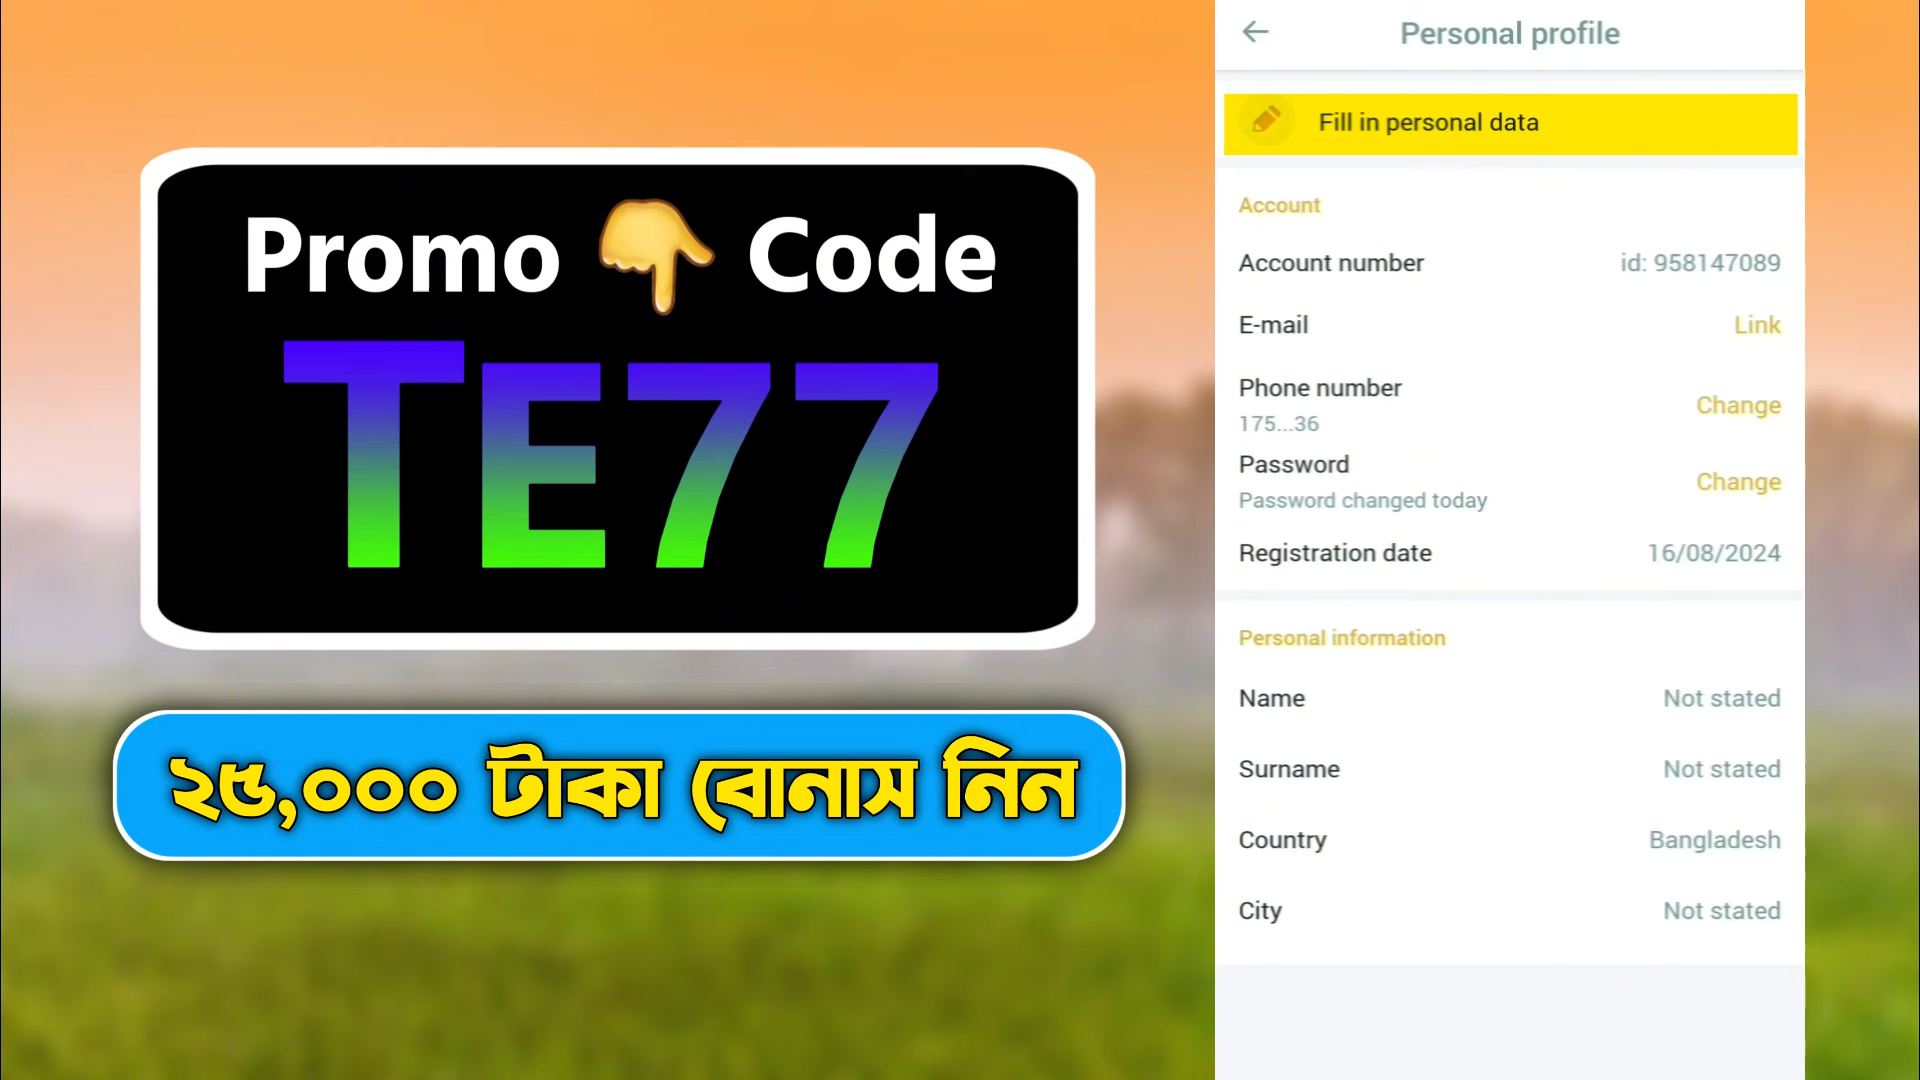 Promo 👇 Code
TE77
২৫,০০০ টাকা বোনাস নিন
Personal profile
Fill in personal data
Account
Account number id: 958147089
E-mail Link
Phone number
175...36 Change
Password
Password changed today Change
Registration date 16/08/2024
Personal information
Name Not stated
Surname Not stated
Country Bangladesh
City Not stated